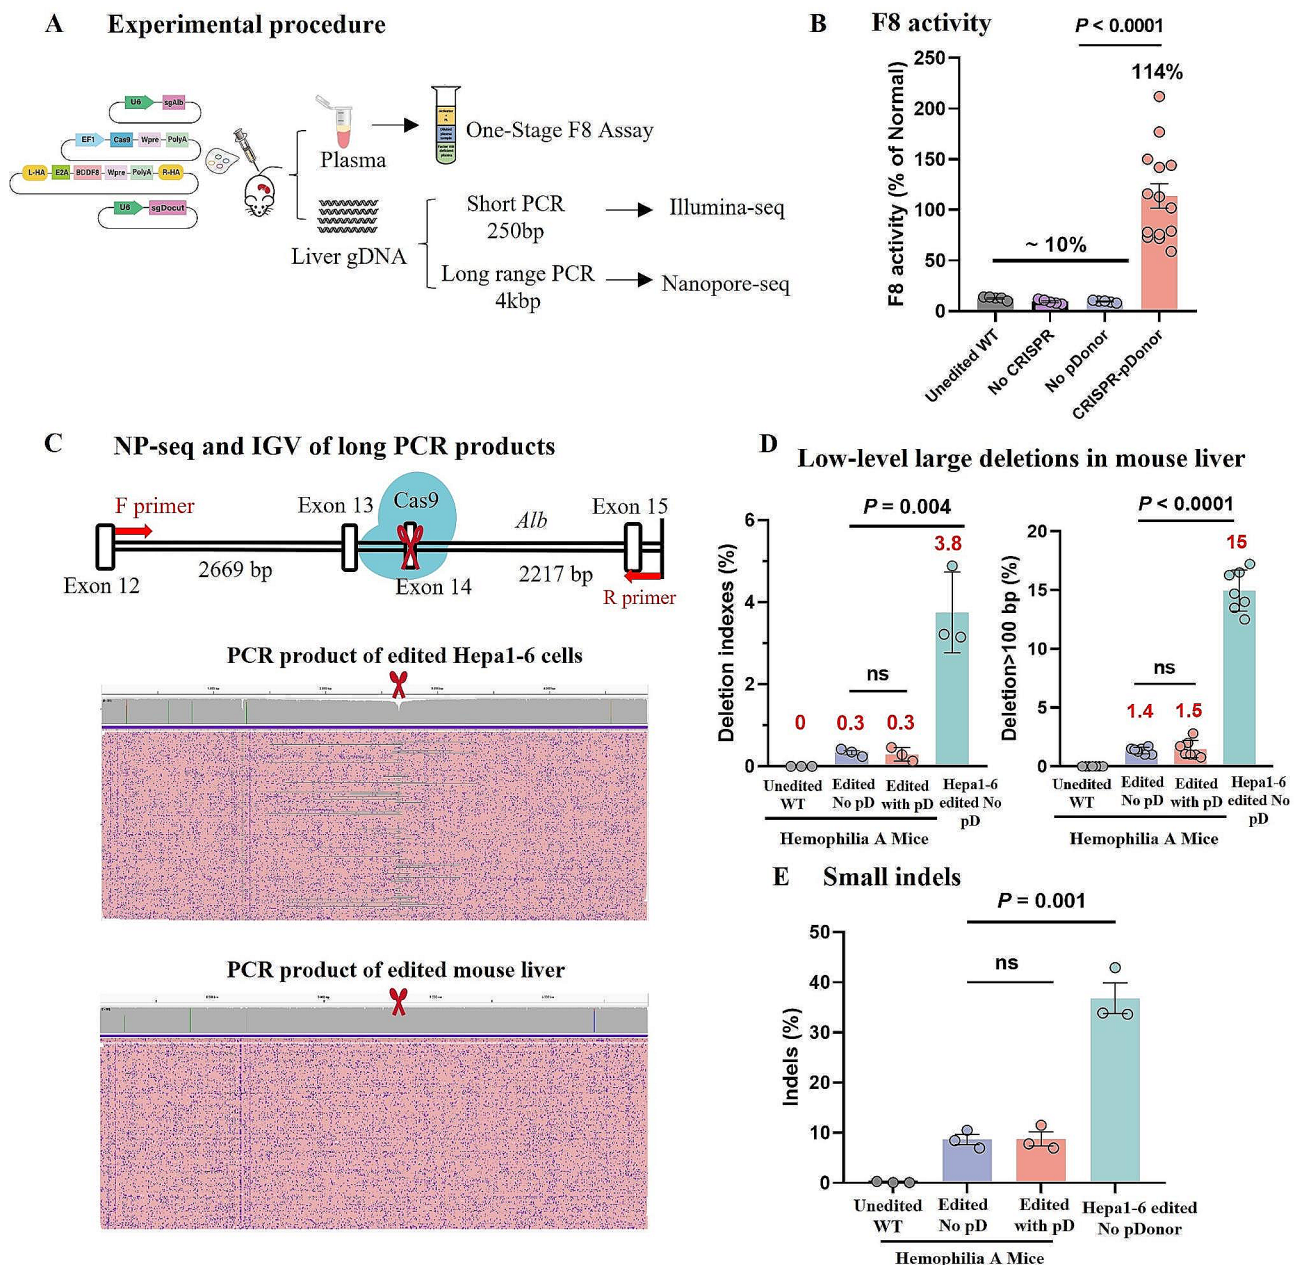 A Experimental procedure
U6 sgAlb
EF1 Cas9 Wpre PolyA
L-HA E2A BDDF8 Wpre PolyA R-HA
U6 sgDocut
Plasma
One-Stage F8 Assay
Liver gDNA
Short PCR
250bp
Illumina-seq
Long range PCR
4kbp
Nanopore-seq
B F8 activity
P < 0.0001
114%
~ 10%
F8 activity (% of Normal)
250
200
150
100
50
0
Unedited WT
No CRISPR
No pDonor
CRISPR-pDonor
C NP-seq and IGV of long PCR products
F primer
Exon 13
Cas9
Alb
Exon 15
Exon 12
2669 bp
Exon 14
2217 bp
R primer
PCR product of edited Hepa1-6 cells
PCR product of edited mouse liver
D Low-level large deletions in mouse liver
P = 0.004
3.8
ns
0
0.3
0.3
Deletion indexes (%)
6
4
2
0
Unedited
WT
Edited
No pD
Edited
with pD
Hepa1-6
edited No
pD
Hemophilia A Mice
P < 0.0001
15
ns
1.4
1.5
Deletion>100 bp (%)
20
15
10
5
0
Unedited
WT
Edited
No pD
Edited
with pD
Hepa1-6
edited No
pD
Hemophilia A Mice
E Small indels
P = 0.001
ns
Indels (%)
50
40
30
20
10
0
Unedited
WT
Edited
No pD
Edited
with pD
Hepa1-6 edited
No pDonor
Hemophilia A Mice